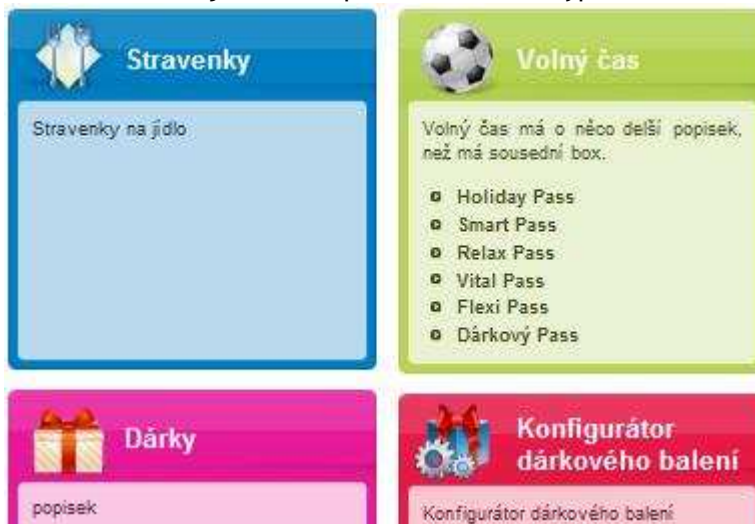 Stravenky
Stravenky na jídlo
Volný čas
Volný čas má o něco delší popisek,
než má sousední box.
Holiday Pass
Smart Pass
Relax Pass
Vital Pass
Flexi Pass
Dárkový Pass
Dárky
popisek
Konfigurátor
dárkového balení
Konfigurátor dárkového balení